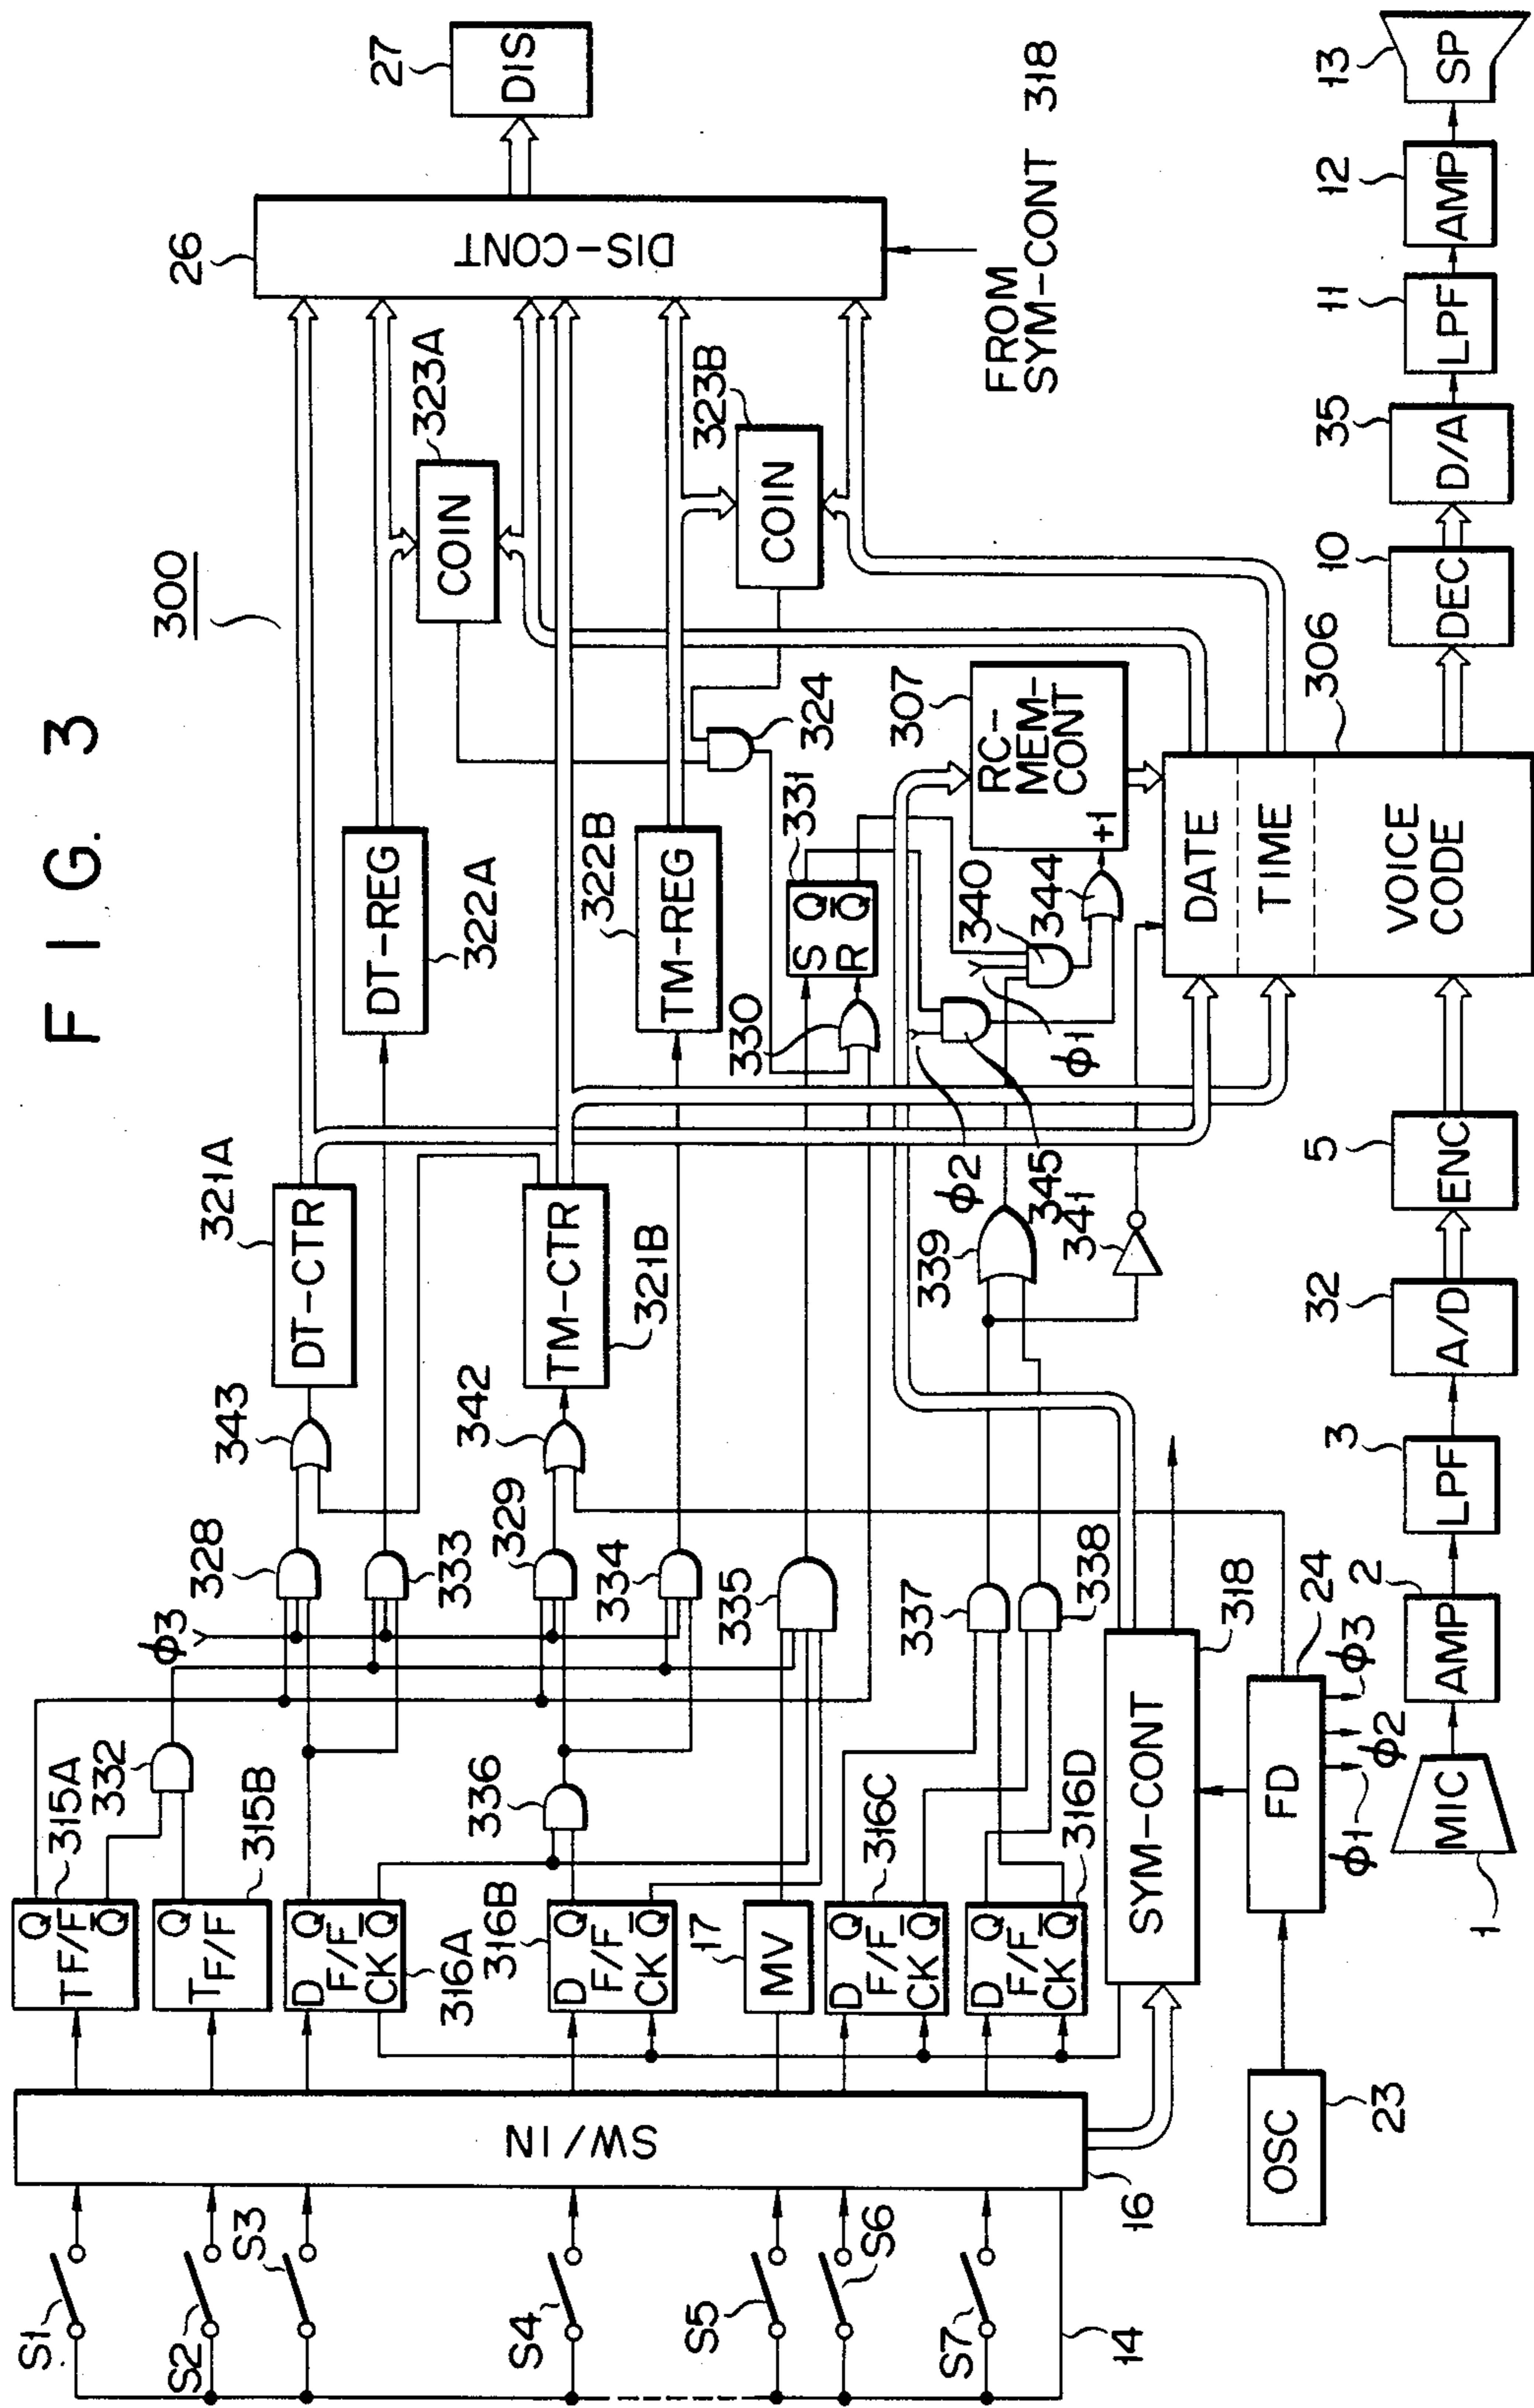 FIG. 3
300
S1
S2
S3
S4
S5
S6
S7
14
SW/IN
16
T F/F Q Q̅
315A
T F/F Q
315B
D F/F CK Q Q̅
316A
D F/F CK Q Q̅
316B
MV
17
D F/F CK Q Q̅
316C
D F/F CK Q Q̅
316D
332
336
ϕ3
328
333
329
334
335
337
338
343
342
DT-CTR
321A
TM-CTR
321B
DT-REG
322A
TM-REG
322B
339
341
ϕ2
345
ϕ1
330
S Q
R Q̅
331
340
344
324
COIN
323A
COIN
323B
RC-
MEM-
CONT
+1
307
DIS-CONT
26
DIS
27
FROM
SYM-CONT 318
SYM-CONT
318
OSC
23
FD
24
ϕ1
ϕ2
ϕ3
DATE
TIME
VOICE
CODE
306
MIC
1
AMP
2
LPF
3
A/D
32
ENC
5
DEC
10
D/A
35
LPF
11
AMP
12
SP
13